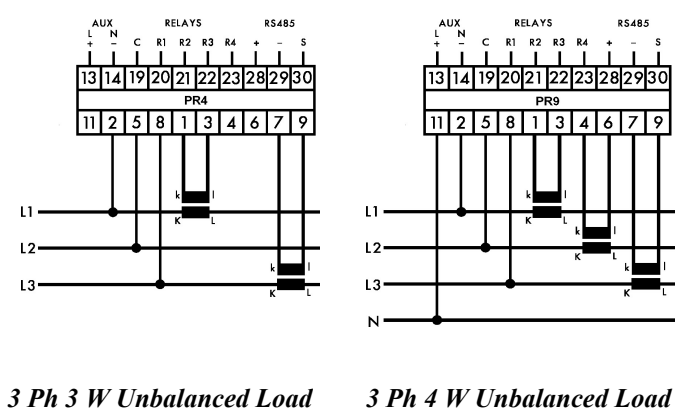 AUX RELAYS RS485
L N
+ − C R1 R2 R3 R4 + − S
13 14 19 20 21 22 23 28 29 30
PR4
11 2 5 8 1 3 4 6 7 9
k l
L1
K L
L2
k l
L3
K L
3 Ph 3 W Unbalanced Load
AUX RELAYS RS485
L N
+ − C R1 R2 R3 R4 + − S
13 14 19 20 21 22 23 28 29 30
PR9
11 2 5 8 1 3 4 6 7 9
k l
L1
K L
k l
L2
K L
k l
L3
K L
N
3 Ph 4 W Unbalanced Load